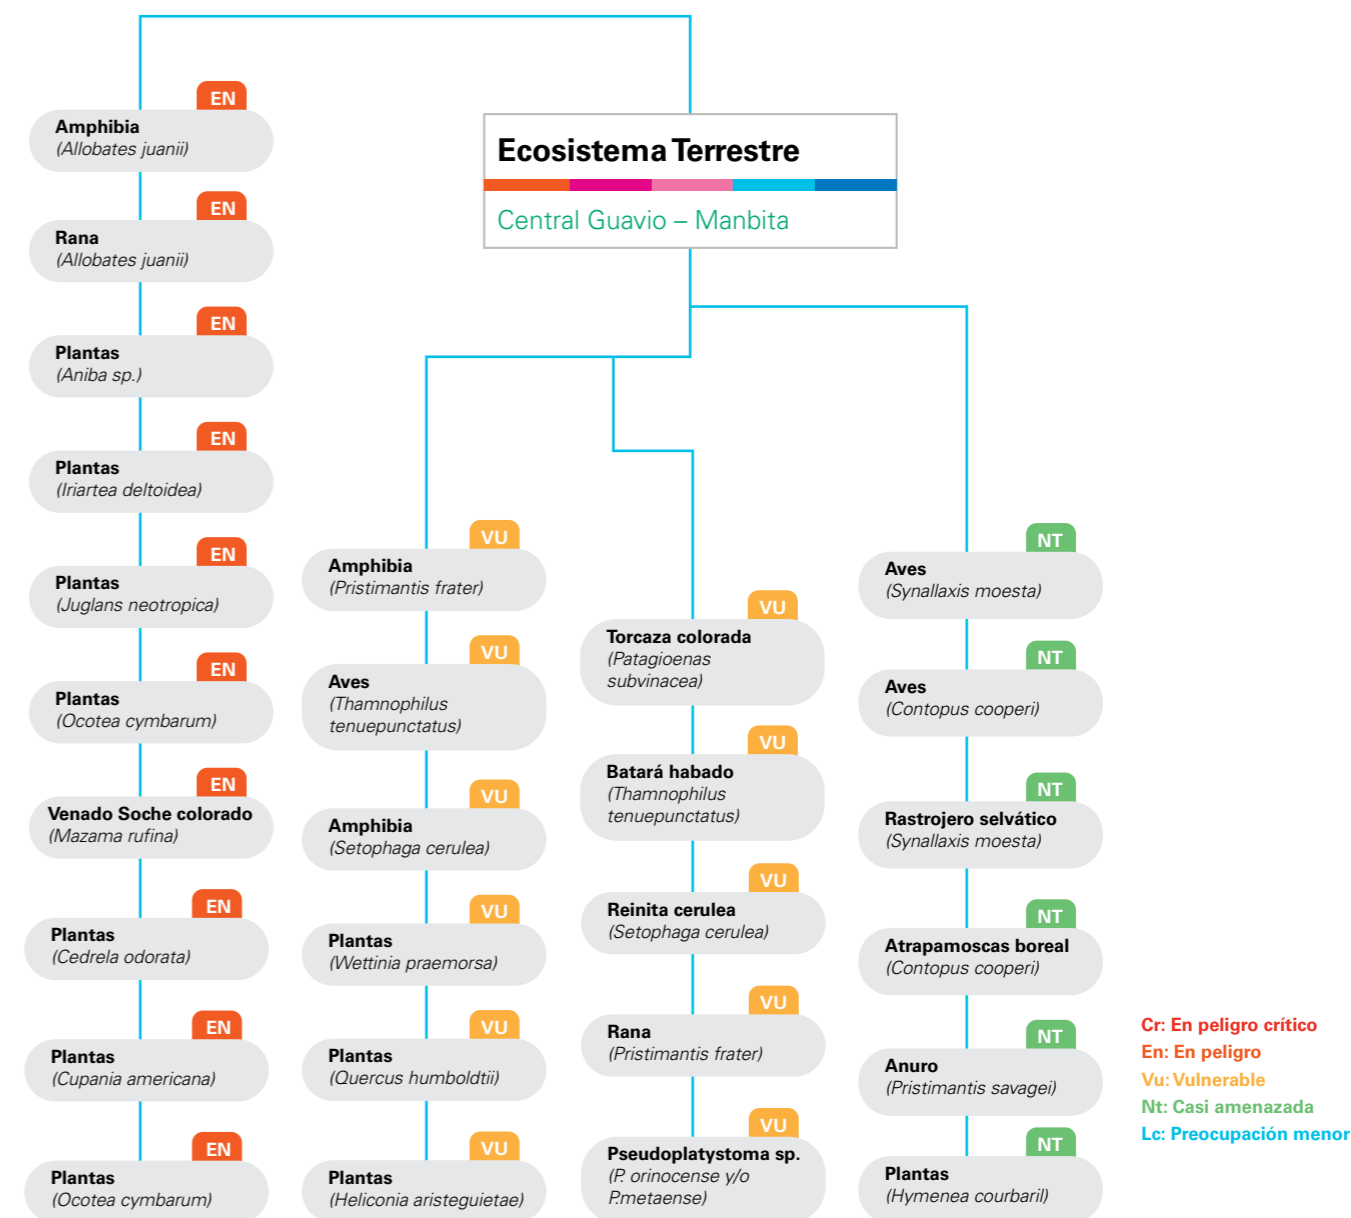 Ecosistema Terrestre
Central Guavio – Manbita
EN
Amphibia
(Allobates juanii)
EN
Rana
(Allobates juanii)
EN
Plantas
(Aniba sp.)
EN
Plantas
(Iriartea deltoidea)
EN
Plantas
(Juglans neotropica)
EN
Plantas
(Ocotea cymbarum)
EN
Venado Soche colorado
(Mazama rufina)
EN
Plantas
(Cedrela odorata)
EN
Plantas
(Cupania americana)
EN
Plantas
(Ocotea cymbarum)
VU
Amphibia
(Pristimantis frater)
VU
Aves
(Thamnophilus
tenuepunctatus)
VU
Amphibia
(Setophaga cerulea)
VU
Plantas
(Wettinia praemorsa)
VU
Plantas
(Quercus humboldtii)
VU
Plantas
(Heliconia aristeguietae)
VU
Torcaza colorada
(Patagioenas
subvinacea)
VU
Batará habado
(Thamnophilus
tenuepunctatus)
VU
Reinita cerulea
(Setophaga cerulea)
VU
Rana
(Pristimantis frater)
VU
Pseudoplatystoma sp.
(P. orinocense y/o
P.metaense)
NT
Aves
(Synallaxis moesta)
NT
Aves
(Contopus cooperi)
NT
Rastrojero selvático
(Synallaxis moesta)
NT
Atrapamoscas boreal
(Contopus cooperi)
NT
Anuro
(Pristimantis savagei)
NT
Plantas
(Hymenea courbaril)
Cr: En peligro crítico
En: En peligro
Vu: Vulnerable
Nt: Casi amenazada
Lc: Preocupación menor